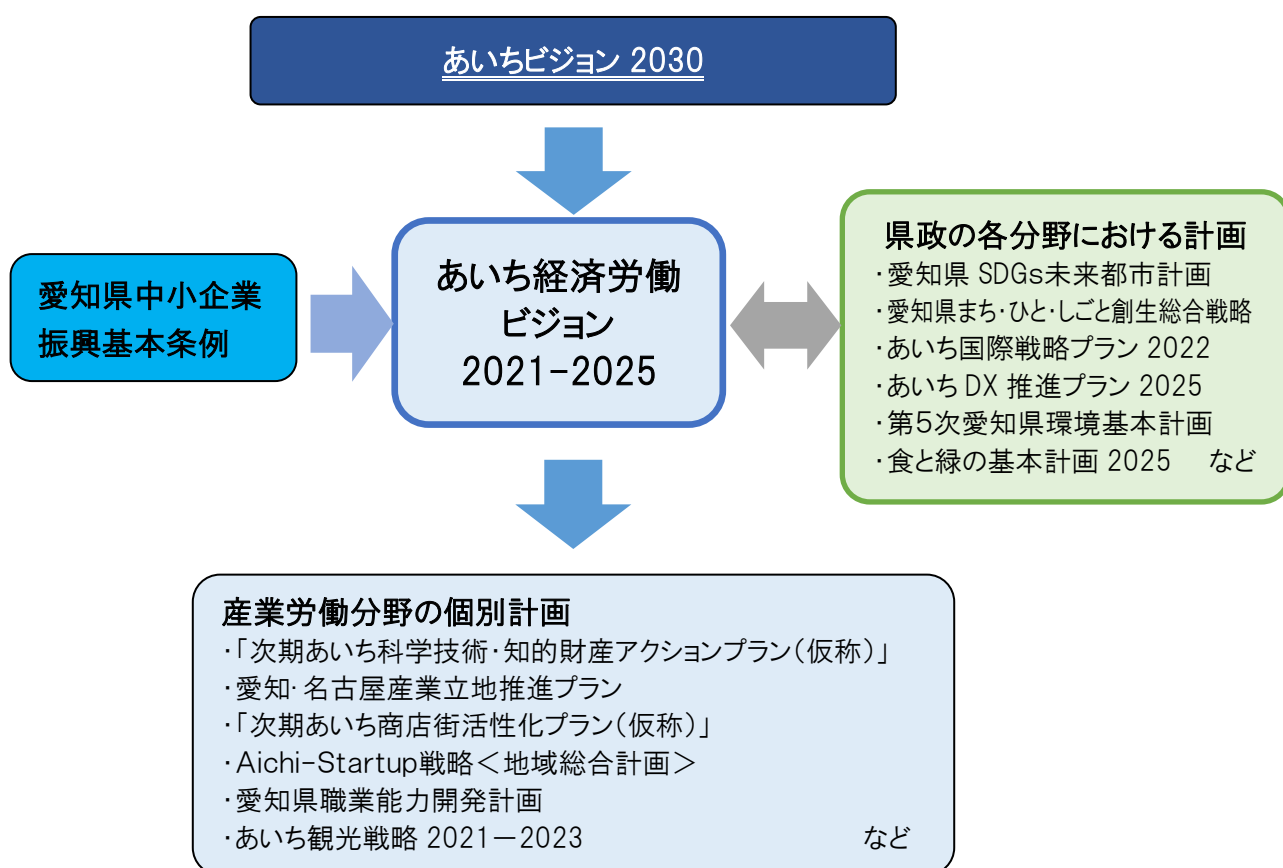 あいちビジョン 2030
愛知県中小企業
振興基本条例
あいち経済労働
ビジョン
2021-2025
県政の各分野における計画
・愛知県 SDGs未来都市計画
・愛知県まち・ひと・しごと創生総合戦略
・あいち国際戦略プラン 2022
・あいち DX 推進プラン 2025
・第5次愛知県環境基本計画
・食と緑の基本計画 2025 など
産業労働分野の個別計画
・「次期あいち科学技術・知的財産アクションプラン(仮称)」
・愛知・名古屋産業立地推進プラン
・「次期あいち商店街活性化プラン(仮称)」
・Aichi-Startup戦略<地域総合計画>
・愛知県職業能力開発計画
・あいち観光戦略 2021-2023 など